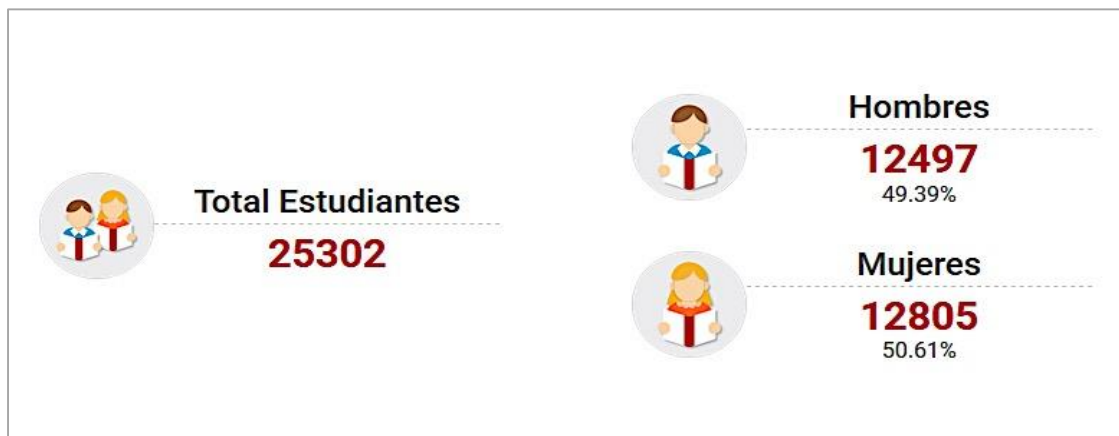 Total Estudiantes
25302
Hombres
12497
49.39%
Mujeres
12805
50.61%